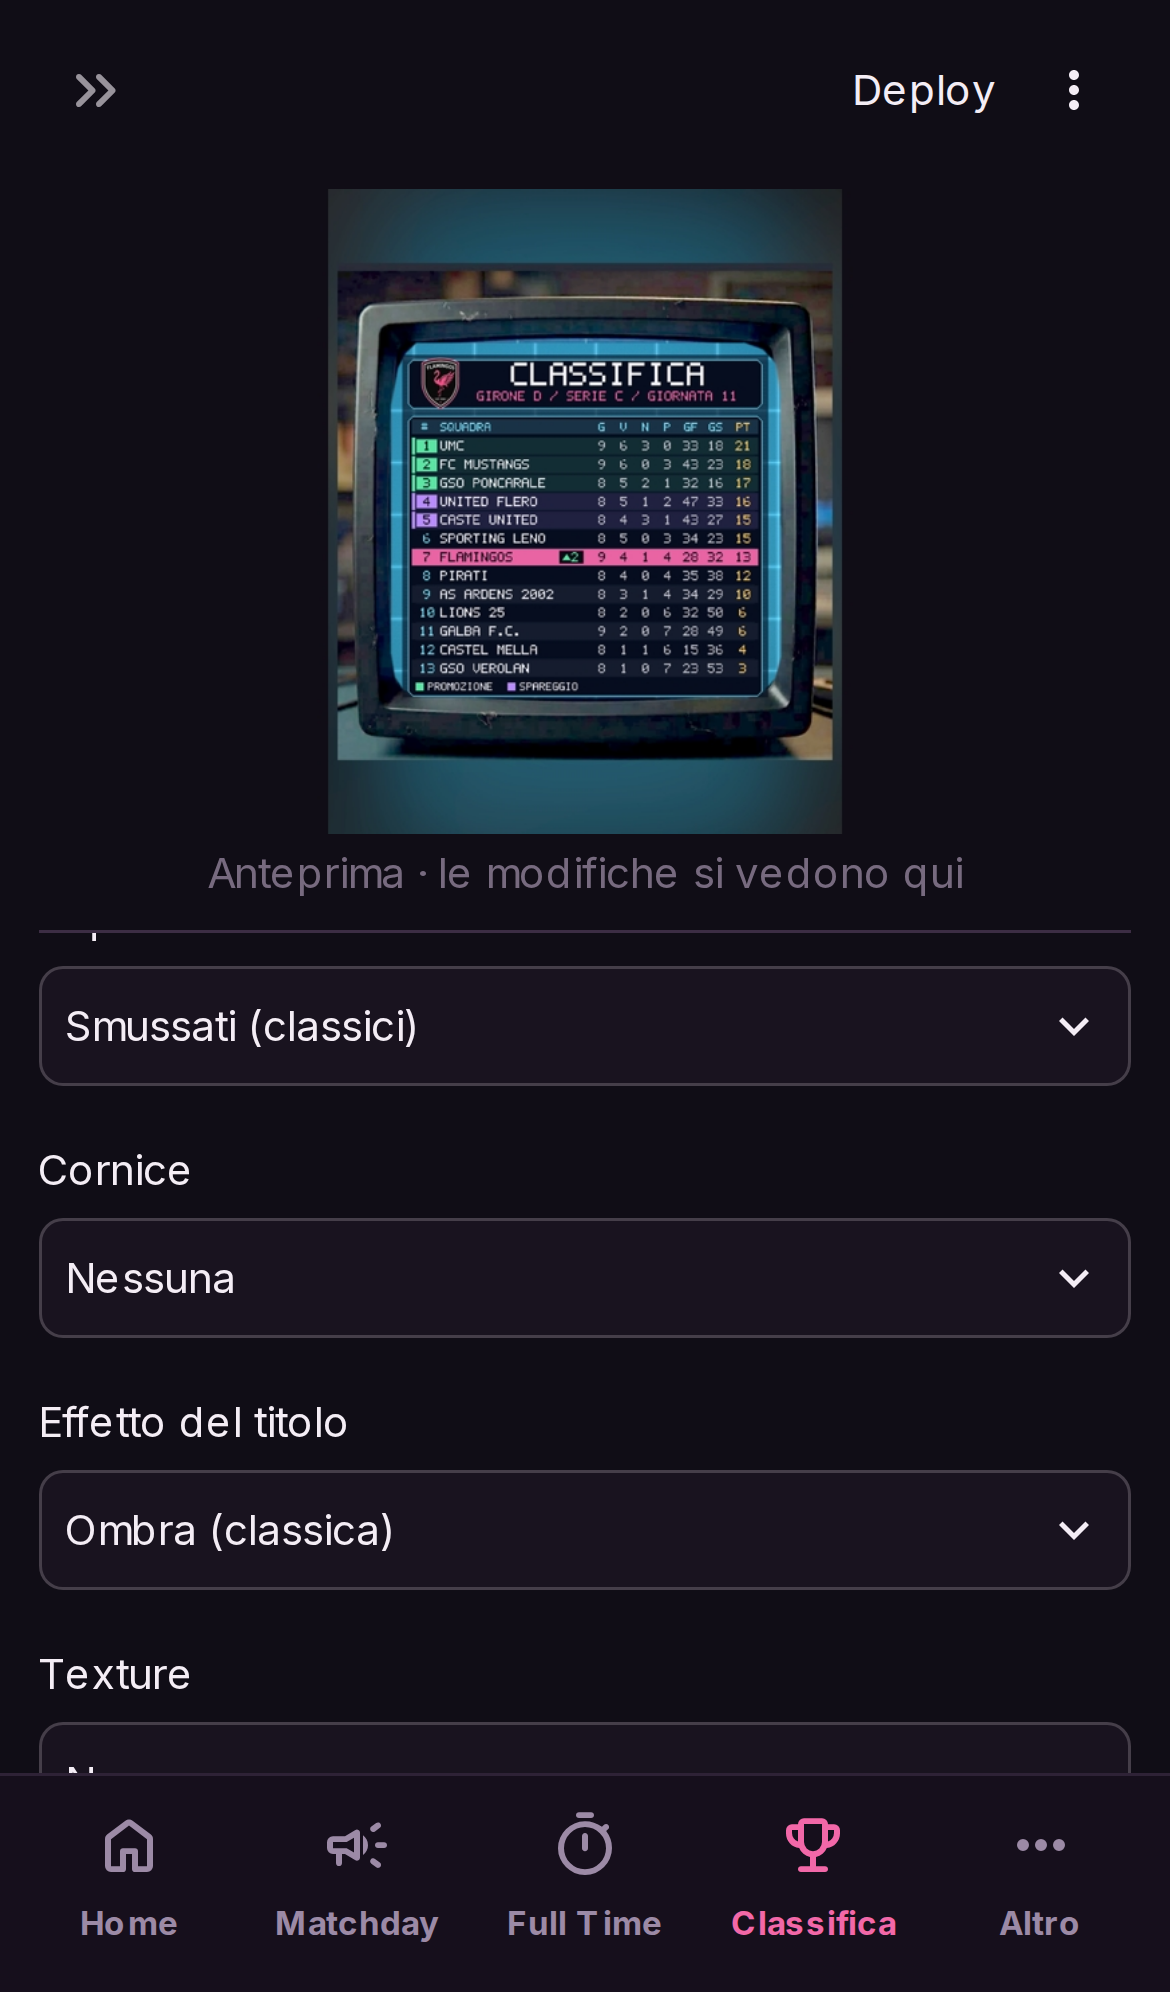 Deploy
FLAMINGOS
CLASSIFICA
GIRONE D / SERIE C / GIORNATA 11
# SQUADRA G V N P GF GS PT
1 UMC 9 6 3 0 33 18 21
2 FC MUSTANGS 9 6 0 3 43 23 18
3 GSO PONCARALE 8 5 2 1 32 16 17
4 UNITED FLERO 8 5 1 2 47 33 16
5 CASTE UNITED 8 4 3 1 43 27 15
6 SPORTING LENO 8 5 0 3 34 23 15
7 FLAMINGOS ▲2 9 4 1 4 28 32 13
8 PIRATI 8 4 0 4 35 38 12
9 AS ARDENS 2002 8 3 1 4 34 29 10
10 LIONS 25 8 2 0 6 32 50 6
11 GALBA F.C. 9 2 0 7 28 49 6
12 CASTEL MELLA 8 1 1 6 15 36 4
13 GSO VEROLAN 8 1 0 7 23 53 3
PROMOZIONE SPAREGGIO
Anteprima · le modifiche si vedono qui
Smussati (classici)
Cornice
Nessuna
Effetto del titolo
Ombra (classica)
Texture
Home Matchday Full Time Classifica Altro